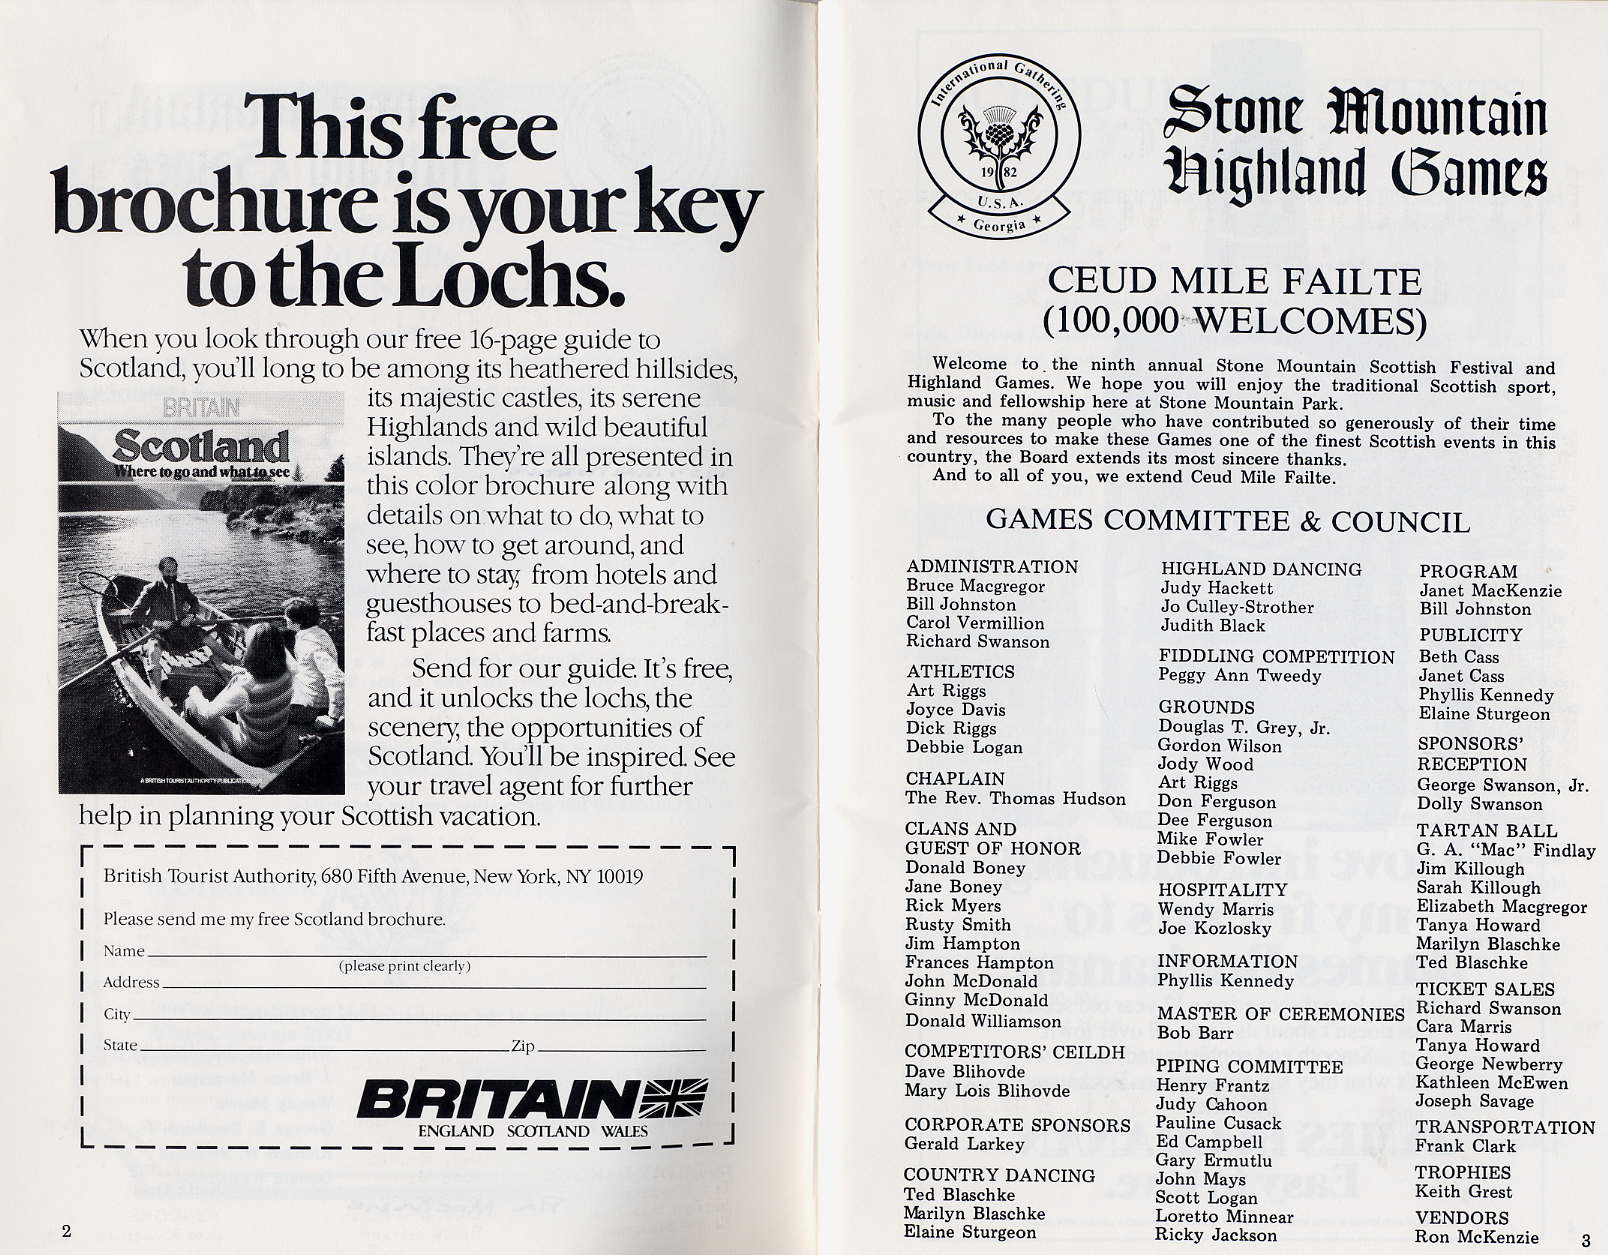 This free
brochure is your key
to the Lochs.
When you look through our free 16-page guide to
Scotland, you'll long to be among its heathered hillsides,
its majestic castles, its serene
Highlands and wild beautiful
islands. They're all presented in
this color brochure along with
details on what to do, what to
see, how to get around, and
where to stay, from hotels and
guesthouses to bed-and-break-
fast places and farms.
Send for our guide. It's free,
and it unlocks the lochs, the
scenery, the opportunities of
Scotland. You'll be inspired. See
your travel agent for further
help in planning your Scottish vacation.
BRITAIN
Scotland
Where to go and what to see
A BRITISH TOURIST AUTHORITY PUBLICATION
British Tourist Authority, 680 Fifth Avenue, New York, NY 10019
Please send me my free Scotland brochure.
Name
(please print clearly)
Address
City
State Zip
BRITAIN
ENGLAND SCOTLAND WALES
2
International Gathering
1982
U.S.A.
★ Georgia ★
Stone Mountain
Highland Games
CEUD MILE FAILTE
(100,000 WELCOMES)
Welcome to the ninth annual Stone Mountain Scottish Festival and
Highland Games. We hope you will enjoy the traditional Scottish sport,
music and fellowship here at Stone Mountain Park.
To the many people who have contributed so generously of their time
and resources to make these Games one of the finest Scottish events in this
country, the Board extends its most sincere thanks.
And to all of you, we extend Ceud Mile Failte.
GAMES COMMITTEE & COUNCIL
ADMINISTRATION
Bruce Macgregor
Bill Johnston
Carol Vermillion
Richard Swanson
ATHLETICS
Art Riggs
Joyce Davis
Dick Riggs
Debbie Logan
CHAPLAIN
The Rev. Thomas Hudson
CLANS AND
GUEST OF HONOR
Donald Boney
Jane Boney
Rick Myers
Rusty Smith
Jim Hampton
Frances Hampton
John McDonald
Ginny McDonald
Donald Williamson
COMPETITORS' CEILDH
Dave Blihovde
Mary Lois Blihovde
CORPORATE SPONSORS
Gerald Larkey
COUNTRY DANCING
Ted Blaschke
Marilyn Blaschke
Elaine Sturgeon
HIGHLAND DANCING
Judy Hackett
Jo Culley-Strother
Judith Black
FIDDLING COMPETITION
Peggy Ann Tweedy
GROUNDS
Douglas T. Grey, Jr.
Gordon Wilson
Jody Wood
Art Riggs
Don Ferguson
Dee Ferguson
Mike Fowler
Debbie Fowler
HOSPITALITY
Wendy Marris
Joe Kozlosky
INFORMATION
Phyllis Kennedy
MASTER OF CEREMONIES
Bob Barr
PIPING COMMITTEE
Henry Frantz
Judy Cahoon
Pauline Cusack
Ed Campbell
Gary Ermutlu
John Mays
Scott Logan
Loretto Minnear
Ricky Jackson
PROGRAM
Janet MacKenzie
Bill Johnston
PUBLICITY
Beth Cass
Janet Cass
Phyllis Kennedy
Elaine Sturgeon
SPONSORS'
RECEPTION
George Swanson, Jr.
Dolly Swanson
TARTAN BALL
G. A. "Mac" Findlay
Jim Killough
Sarah Killough
Elizabeth Macgregor
Tanya Howard
Marilyn Blaschke
Ted Blaschke
TICKET SALES
Richard Swanson
Cara Marris
Tanya Howard
George Newberry
Kathleen McEwen
Joseph Savage
TRANSPORTATION
Frank Clark
TROPHIES
Keith Grest
VENDORS
Ron McKenzie
3